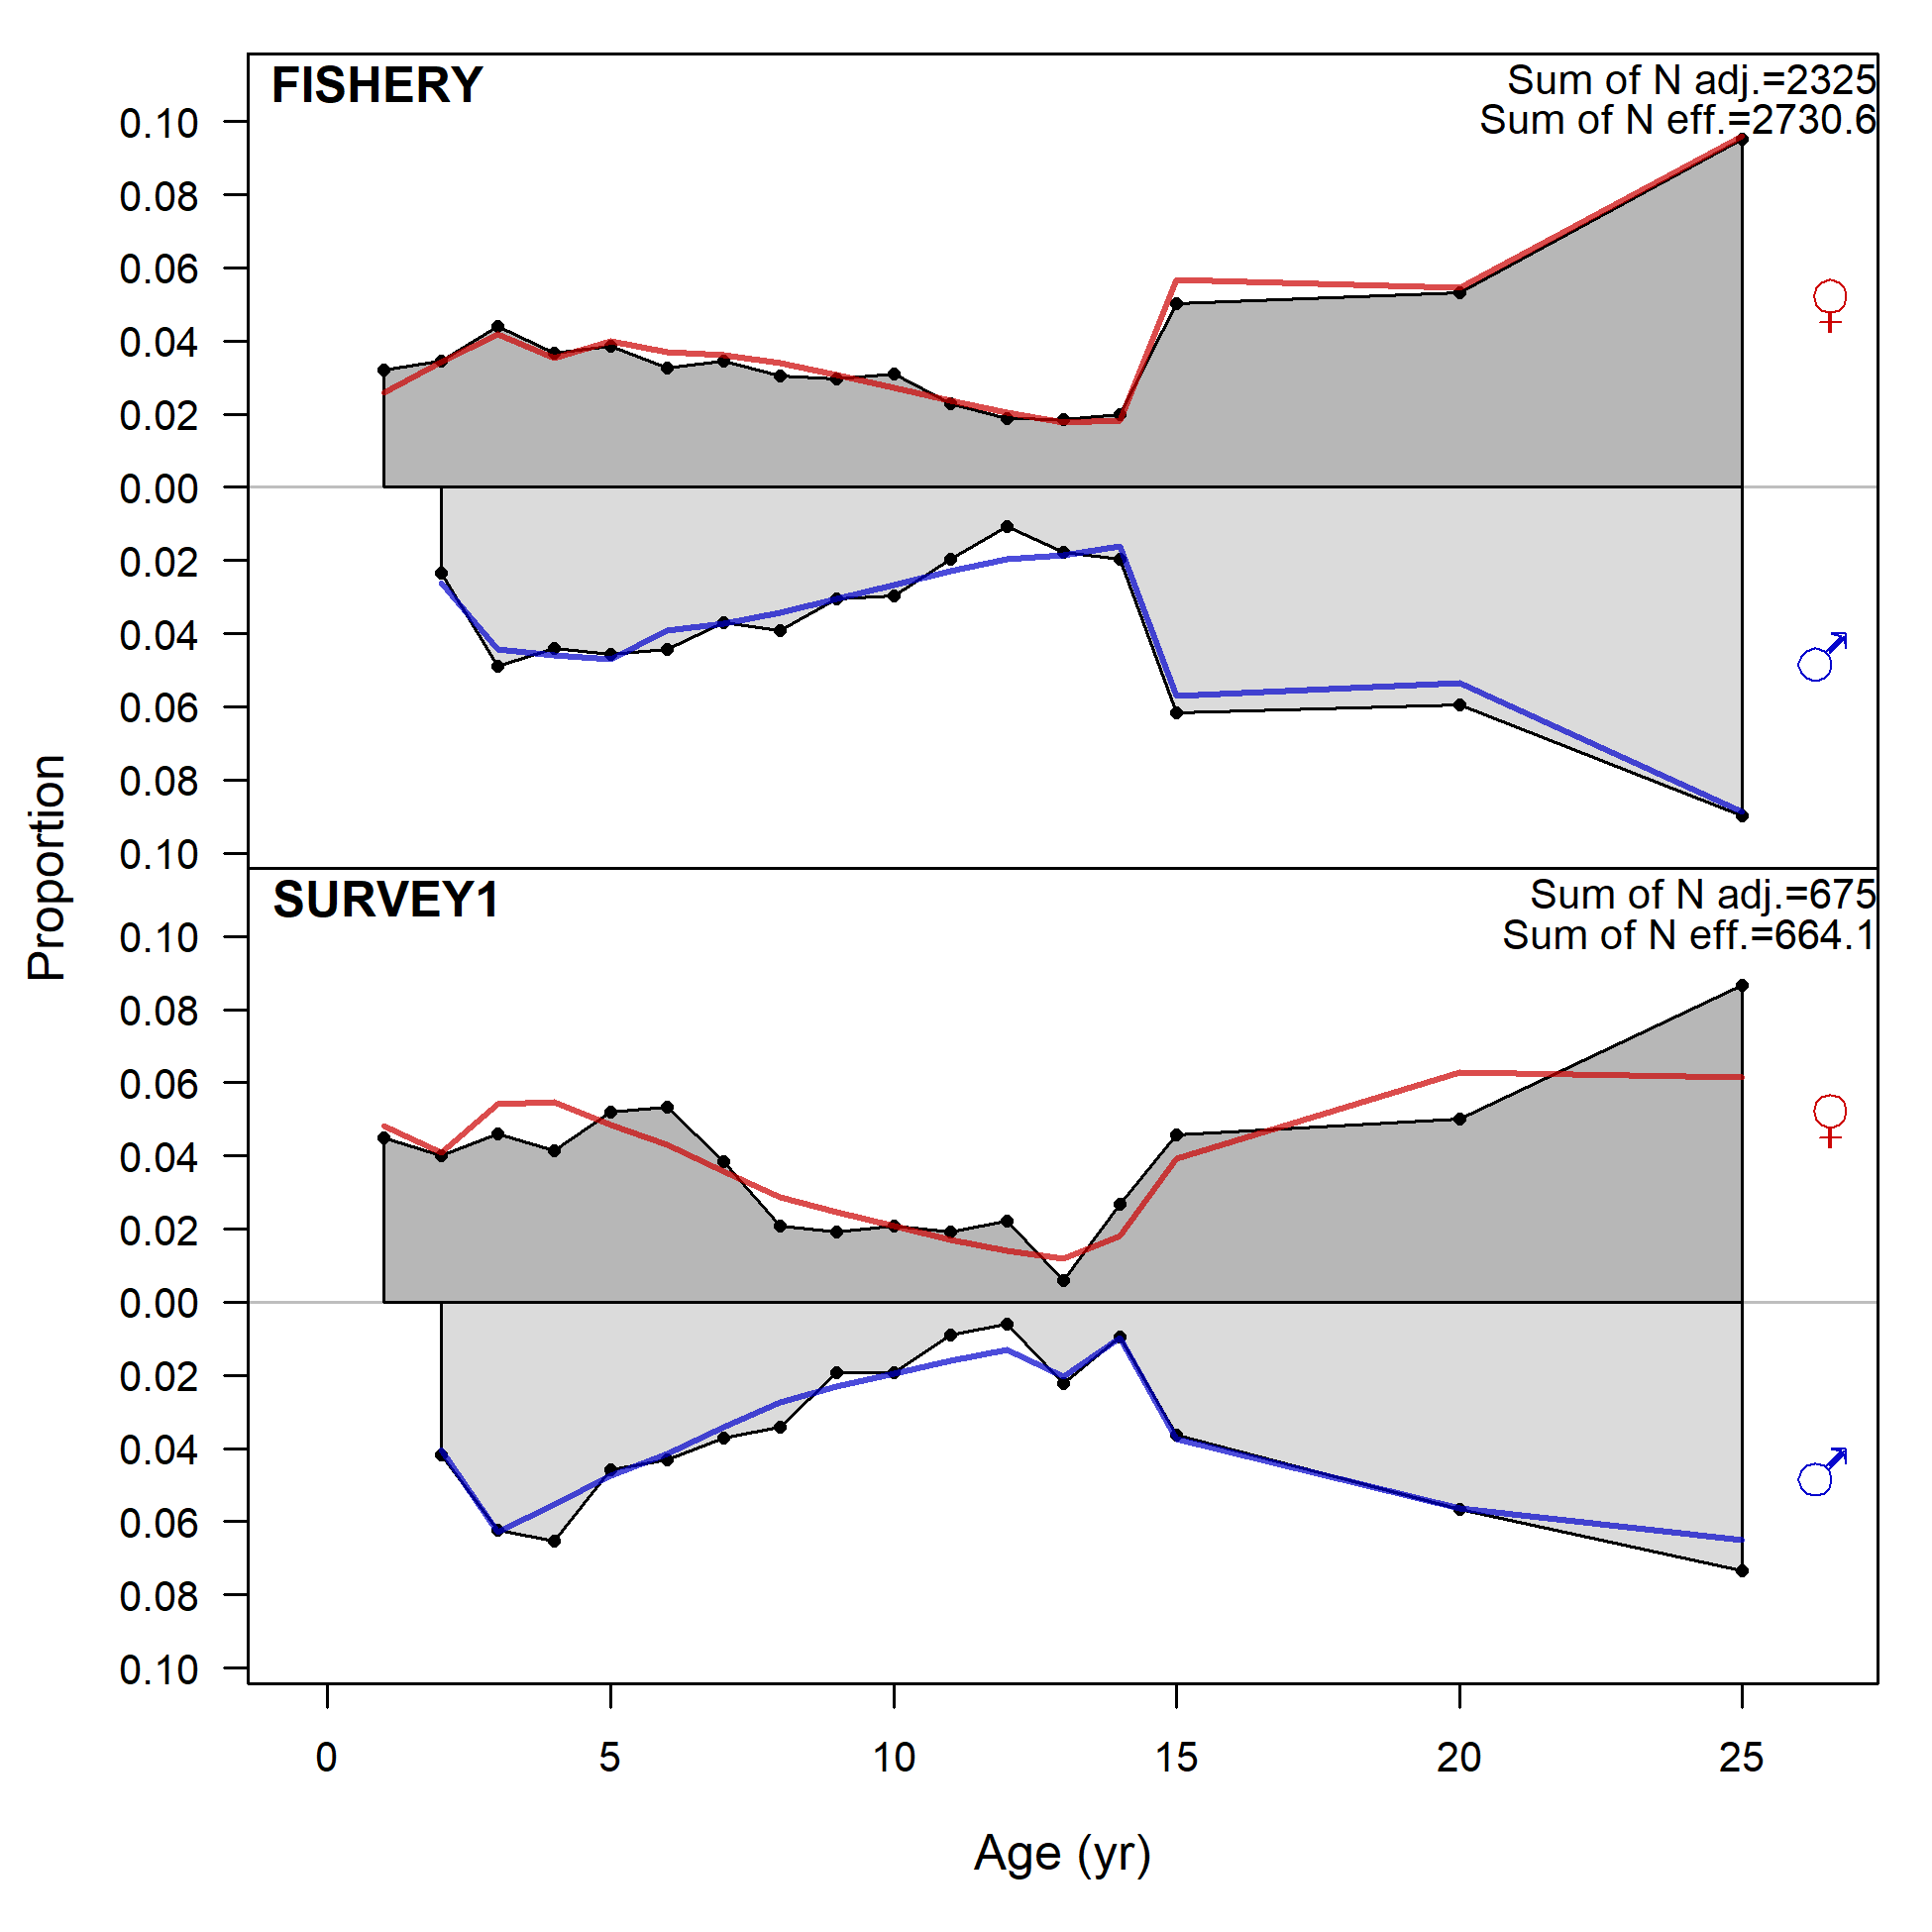 FISHERY
Sum of N adj.=2325
Sum of N eff.=2730.6
0.10
0.08
0.06
0.04
0.02
0.00
0.02
0.04
0.06
0.08
0.10
♀
♂
Proportion
SURVEY1
Sum of N adj.=675
Sum of N eff.=664.1
0.10
0.08
0.06
0.04
0.02
0.00
0.02
0.04
0.06
0.08
0.10
♀
♂
0 5 10 15 20 25
Age (yr)